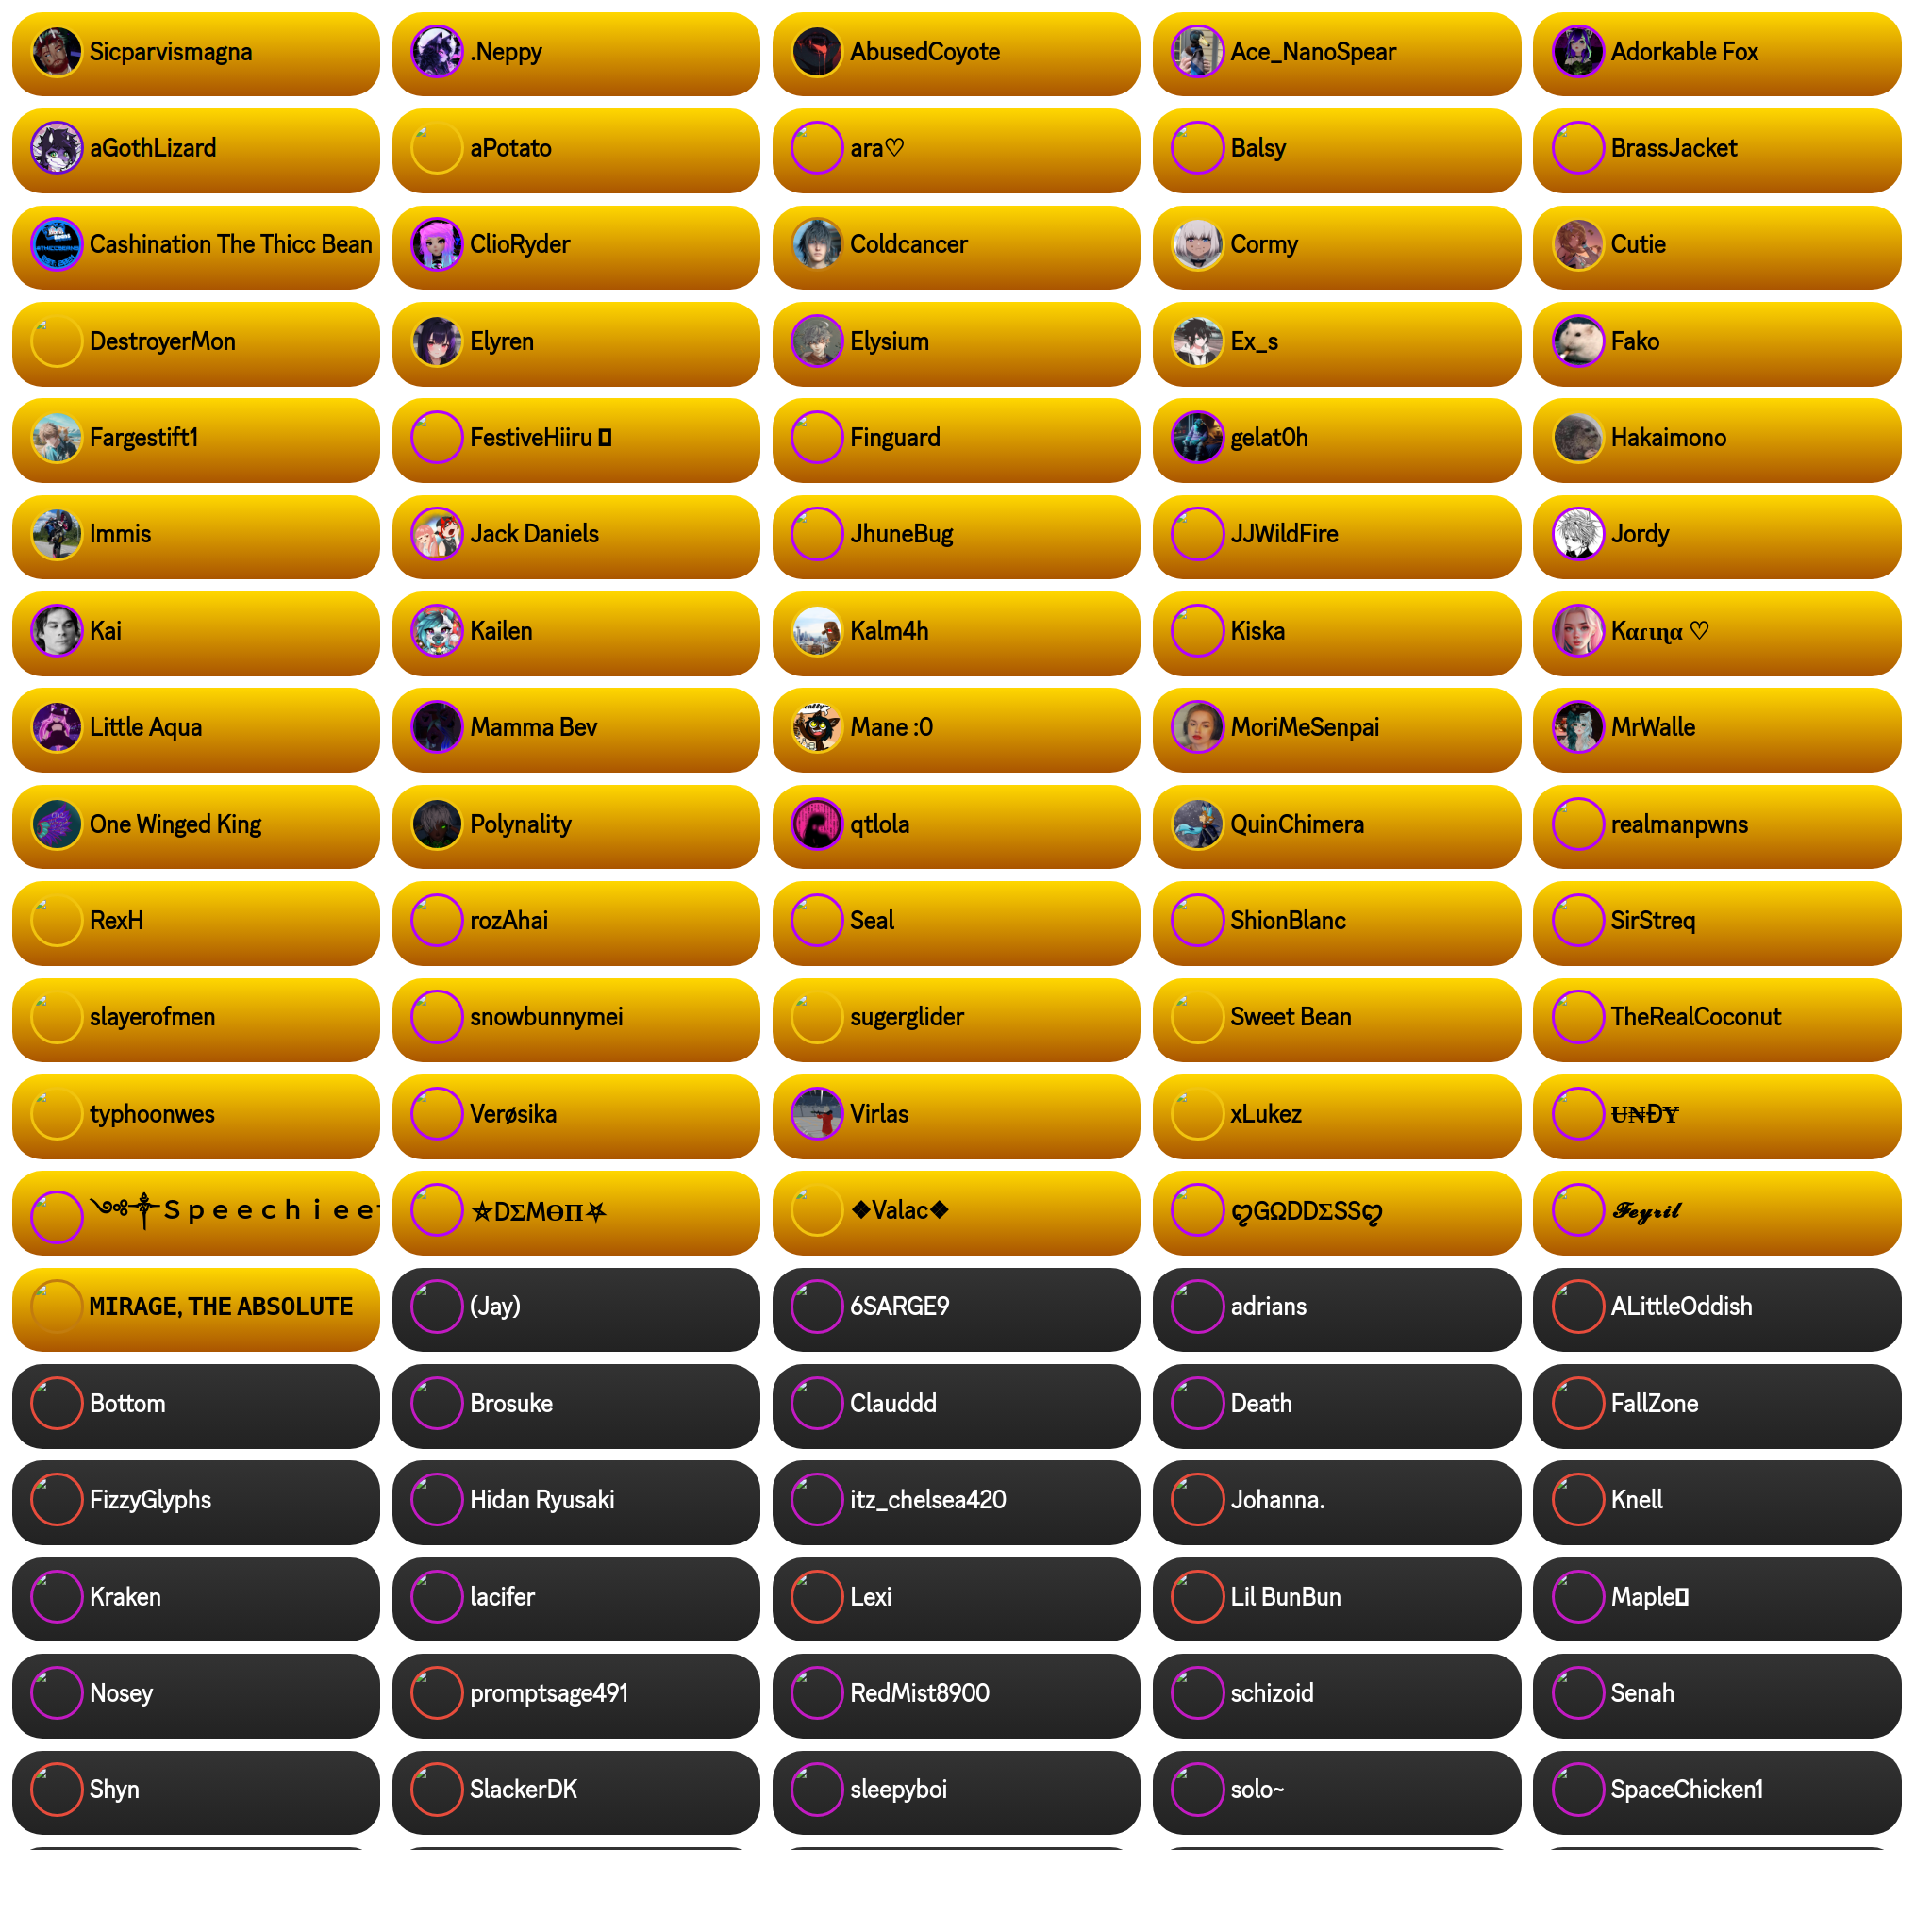 Sicparvismagna
.Neppy
AbusedCoyote
Ace_NanoSpear
Adorkable Fox
aGothLizard
aPotato
ara♡
Balsy
BrassJacket
Cashination The Thicc Bean
ClioRyder
Coldcancer
Cormy
Cutie
DestroyerMon
Elyren
Elysium
Ex_s
Fako
Fargestift1
FestiveHiiru
Finguard
gelat0h
Hakaimono
Immis
Jack Daniels
JhuneBug
JJWildFire
Jordy
Kai
Kailen
Kalm4h
Kiska
Kαɾιɳα ♡
Little Aqua
Mamma Bev
Mane :0
MoriMeSenpai
MrWalle
One Winged King
Polynality
qtlola
QuinChimera
realmanpwns
RexH
rozAhai
Seal
ShionBlanc
SirStreq
slayerofmen
snowbunnymei
sugerglider
Sweet Bean
TheRealCoconut
typhoonwes
Verøsika
Virlas
xLukez
U̶N̶ĐY̶
༺✟Ｓｐｅｅｃｈｉｅｅ
⛤DΣMӨП⛧
❖Valac❖
ღGΩDDΣSSღ
𝓕𝓮𝔂𝓻𝓲𝓵
MIRAGE, THE ABSOLUTE
(Jay)
6SARGE9
adrians
ALittleOddish
Bottom
Brosuke
Clauddd
Death
FallZone
FizzyGlyphs
Hidan Ryusaki
itz_chelsea420
Johanna.
Knell
Kraken
lacifer
Lexi
Lil BunBun
Maple
Nosey
promptsage491
RedMist8900
schizoid
Senah
Shyn
SlackerDK
sleepyboi
solo~
SpaceChicken1